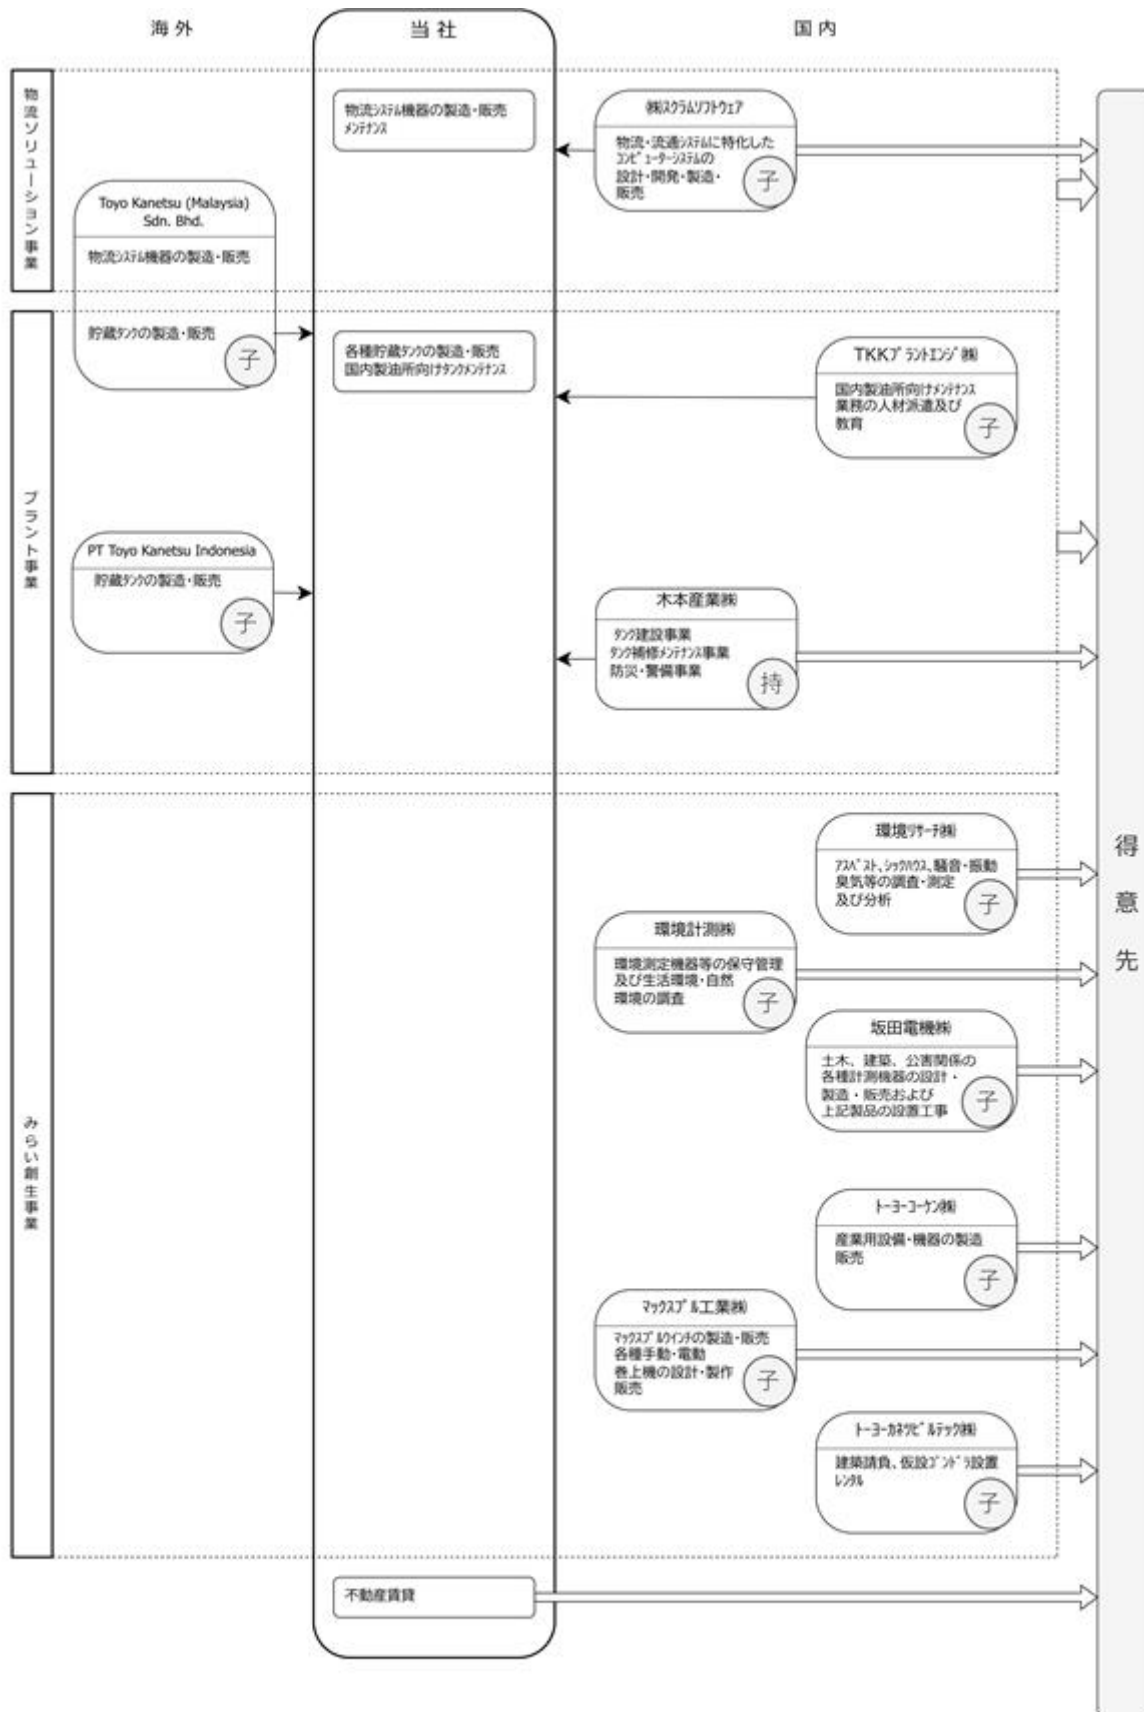 海外
当社
国内
物流ソリューション事業
物流システム機器の製造・販売
メンテナンス
㈱スクラムソフトウェア
物流・流通システムに特化した
コンピューターシステムの
設計・開発・製造・
販売
子
Toyo Kanetsu (Malaysia)
Sdn. Bhd.
物流システム機器の製造・販売
貯蔵タンクの製造・販売
子
プラント事業
各種貯蔵タンクの製造・販売
国内製油所向けタンクメンテナンス
TKKプラントエンジ㈱
国内製油所向けメンテナンス
業務の人材派遣及び
教育
子
PT Toyo Kanetsu Indonesia
貯蔵タンクの製造・販売
子
木本産業㈱
タンク建設事業
タンク補修メンテナンス事業
防災・警備事業
持
みらい創生事業
環境リサーチ㈱
アスベスト、シックハウス、騒音・振動
臭気等の調査・測定
及び分析
子
環境計測㈱
環境測定機器等の保守管理
及び生活環境・自然
環境の調査
子
坂田電機㈱
土木、建築、公害関係の
各種計測機器の設計・
製造・販売および
上記製品の設置工事
子
トーヨーコーケン㈱
産業用設備・機器の製造
販売
子
マックスプル工業㈱
マックスプルウインチの製造・販売
各種手動・電動
巻上機の設計・製作
販売
子
トーヨーカネツビルテック㈱
建築請負、仮設ゴンドラ設置
レンタル
子
不動産賃貸
得意先